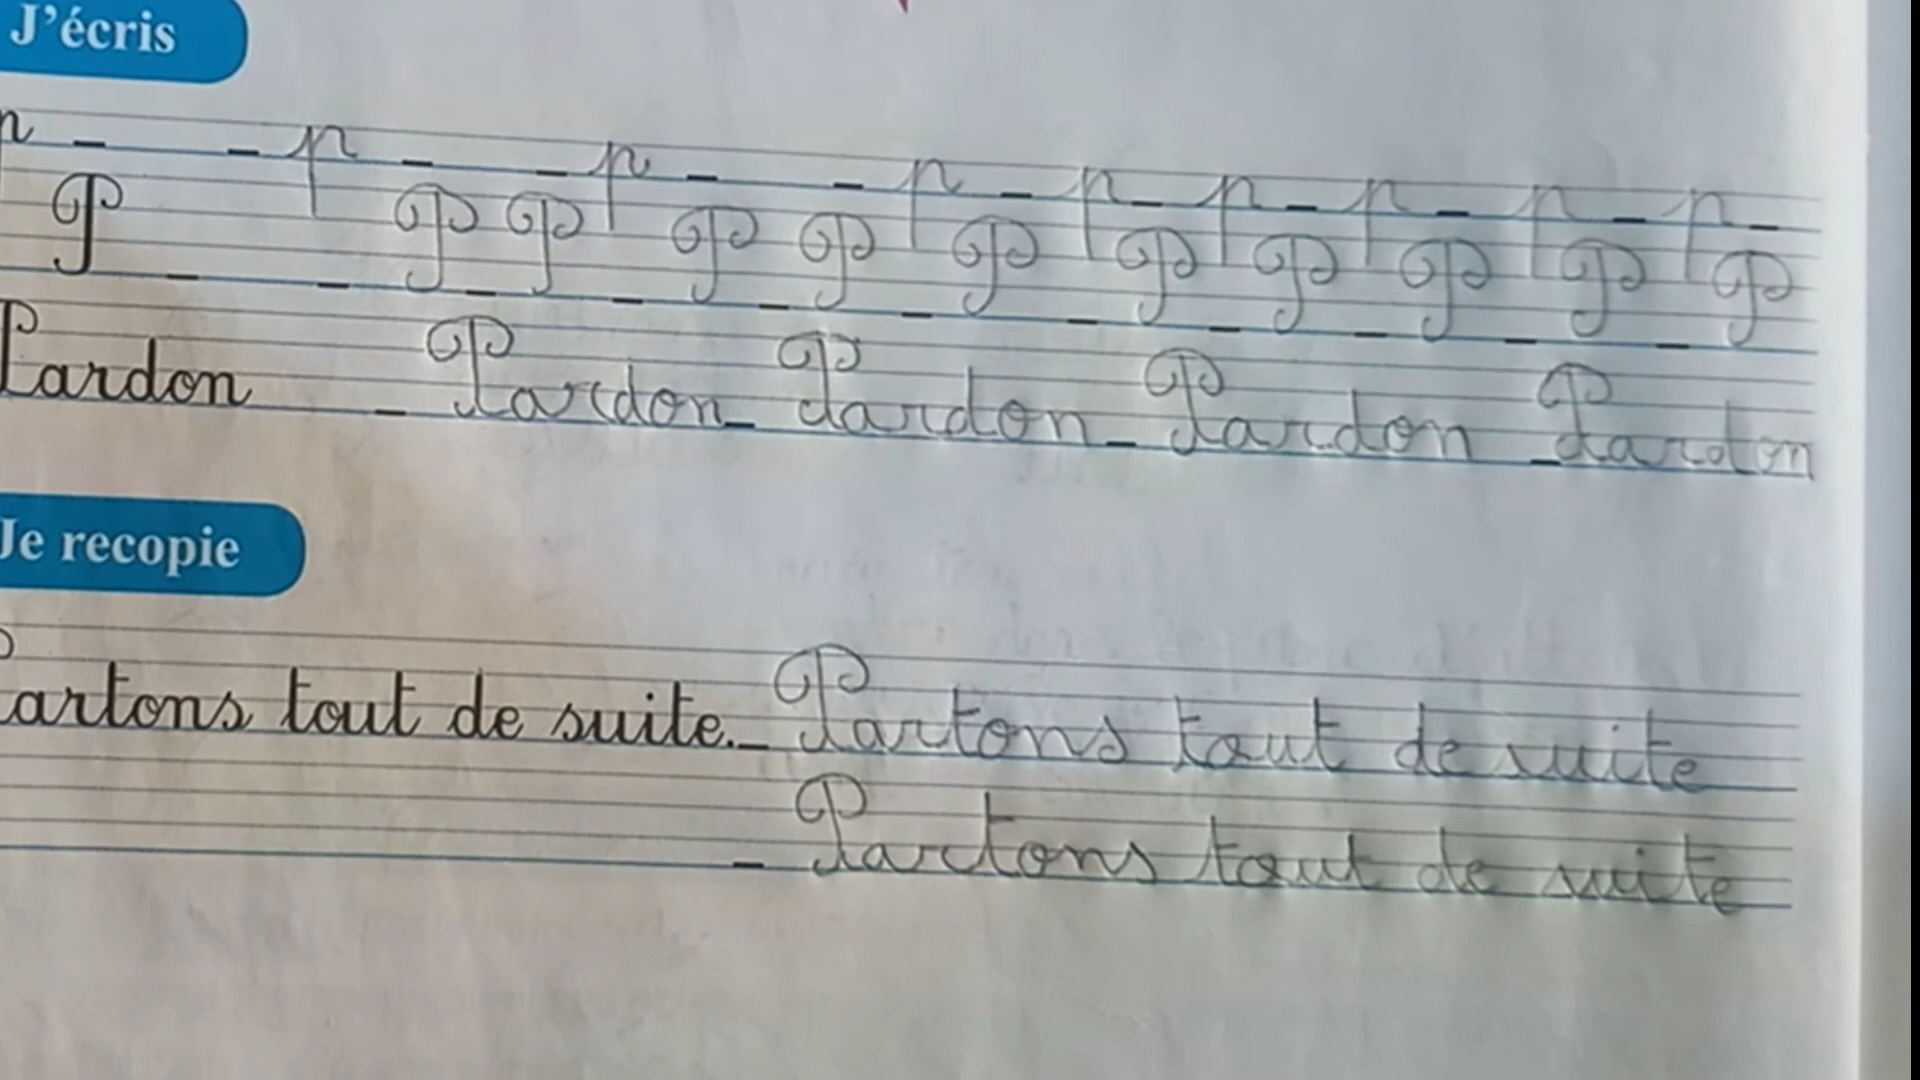 J'écris
p - - p - - p - - p - p - p - p - p - p -
P - - P - P - P - P - P - P - P - P - P - P
Pardon - Pardon - Pardon - Pardon - Pardon
Je recopie
Partons tout de suite. - Partons tout de suite
- Partons tout de suite